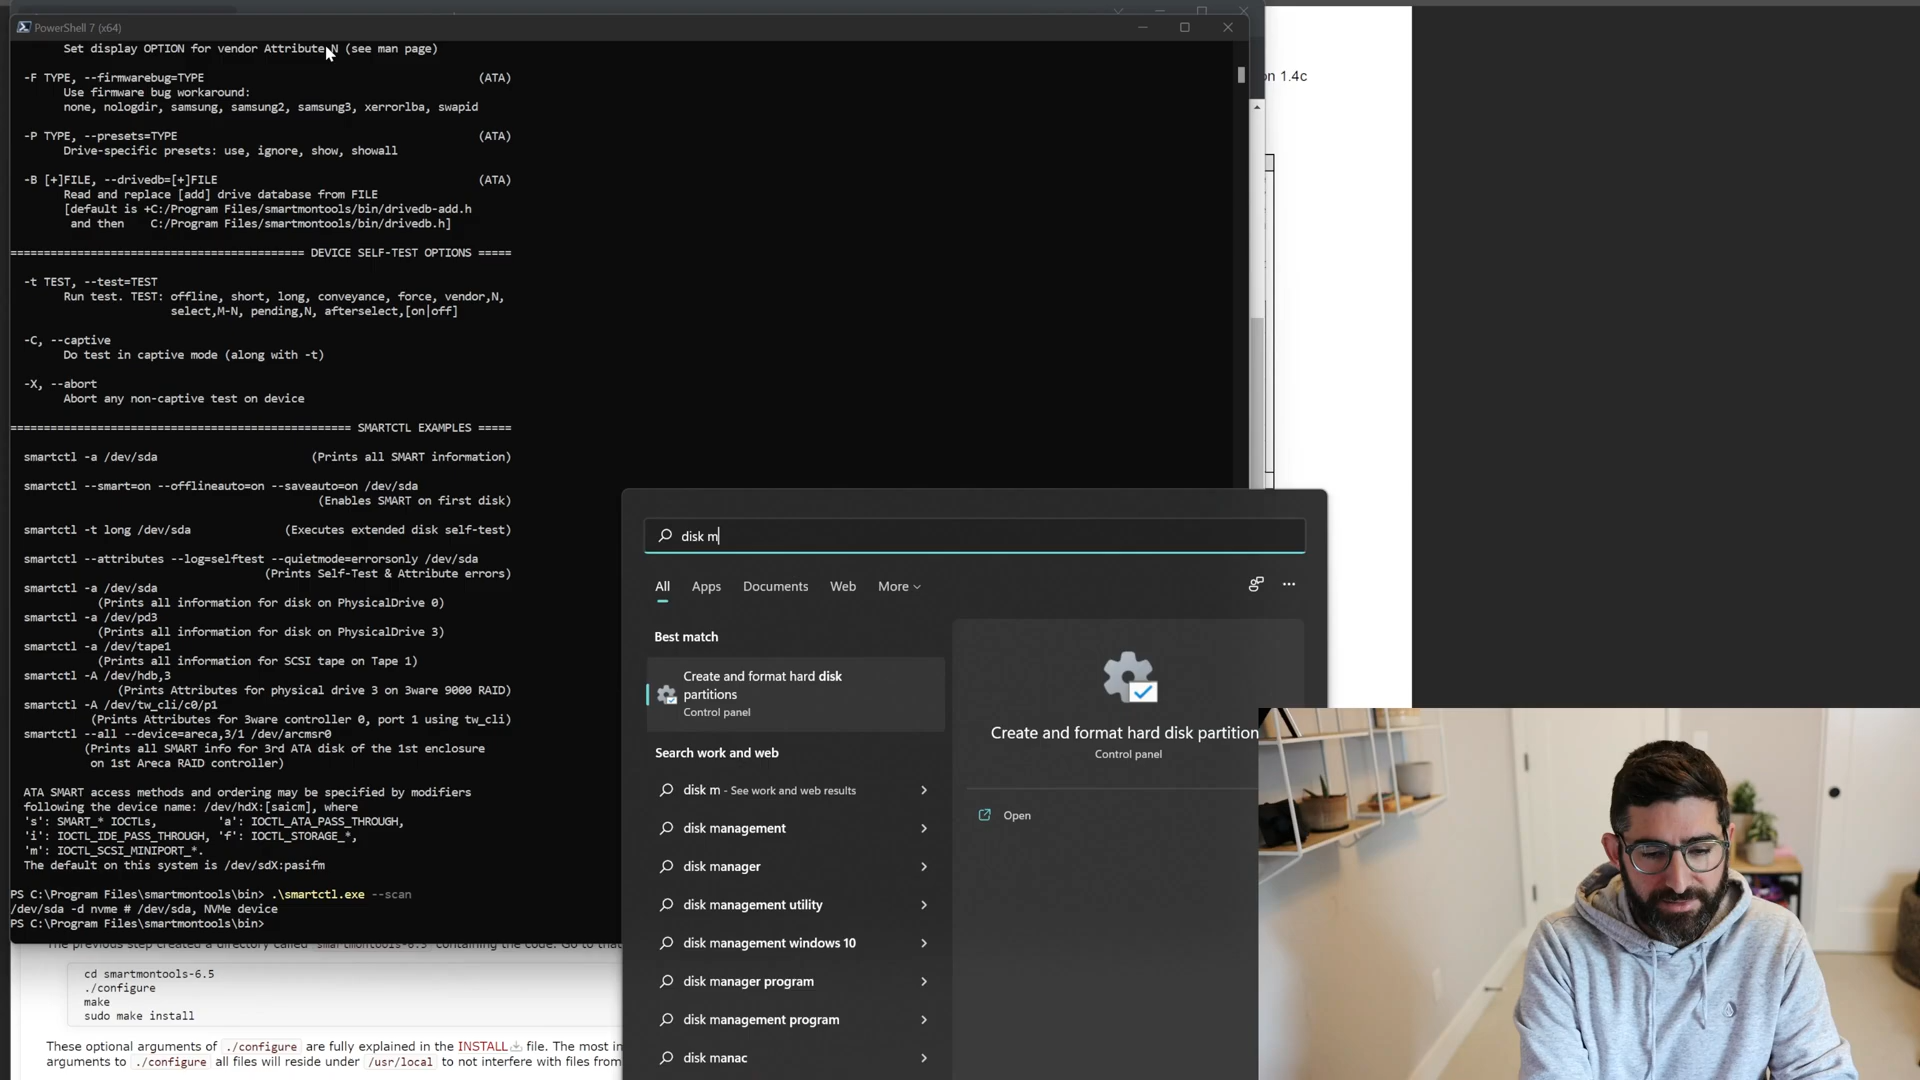 PowerShell 7 (x64)
Set display OPTION for vendor Attribute N (see man page)
-F TYPE, --firmwarebug=TYPE (ATA)
Use firmware bug workaround:
none, nologdir, samsung, samsung2, samsung3, xerrorlba, swapid
-P TYPE, --presets=TYPE (ATA)
Drive-specific presets: use, ignore, show, showall
-B [+]FILE, --drivedb=[+]FILE (ATA)
Read and replace [add] drive database from FILE
[default is +C:/Program Files/smartmontools/bin/drivedb-add.h
and then C:/Program Files/smartmontools/bin/drivedb.h]
============================================ DEVICE SELF-TEST OPTIONS =====
-t TEST, --test=TEST
Run test. TEST: offline, short, long, conveyance, force, vendor,N,
select,M-N, pending,N, afterselect,[on|off]
-C, --captive
Do test in captive mode (along with -t)
-X, --abort
Abort any non-captive test on device
=================================================== SMARTCTL EXAMPLES =====
smartctl -a /dev/sda (Prints all SMART information)
smartctl --smart=on --offlineauto=on --saveauto=on /dev/sda
(Enables SMART on first disk)
smartctl -t long /dev/sda (Executes extended disk self-test)
smartctl --attributes --log=selftest --quietmode=errorsonly /dev/sda
(Prints Self-Test & Attribute errors)
smartctl -a /dev/sda
(Prints all information for disk on PhysicalDrive 0)
smartctl -a /dev/pd3
(Prints all information for disk on PhysicalDrive 3)
smartctl -a /dev/tape1
(Prints all information for SCSI tape on Tape 1)
smartctl -A /dev/hdb,3
(Prints Attributes for physical drive 3 on 3ware 9000 RAID)
smartctl -A /dev/tw_cli/c0/p1
(Prints Attributes for 3ware controller 0, port 1 using tw_cli)
smartctl --all --device=areca,3/1 /dev/arcmsr0
(Prints all SMART info for 3rd ATA disk of the 1st enclosure
on 1st Areca RAID controller)
ATA SMART access methods and ordering may be specified by modifiers
following the device name: /dev/hdX:[saicm], where
's': SMART_* IOCTLs, 'a': IOCTL_ATA_PASS_THROUGH,
'i': IOCTL_IDE_PASS_THROUGH, 'f': IOCTL_STORAGE_*,
'm': IOCTL_SCSI_MINIPORT_*.
The default on this system is /dev/sdX:pasifm
PS C:\Program Files\smartmontools\bin> .\smartctl.exe --scan
/dev/sda -d nvme # /dev/sda, NVMe device
PS C:\Program Files\smartmontools\bin>
The previous step created a directory called smartmontools-6.5 containing the code. Go to that
cd smartmontools-6.5
./configure
make
sudo make install
These optional arguments of ./configure are fully explained in the INSTALL file. The most in
arguments to ./configure all files will reside under /usr/local to not interfere with files from
on 1.4c
disk m
All Apps Documents Web More
Best match
Create and format hard disk
partitions
Control panel
Search work and web
disk m - See work and web results
disk management
disk manager
disk management utility
disk management windows 10
disk manager program
disk management program
disk manac
Create and format hard disk partition
Control panel
Open